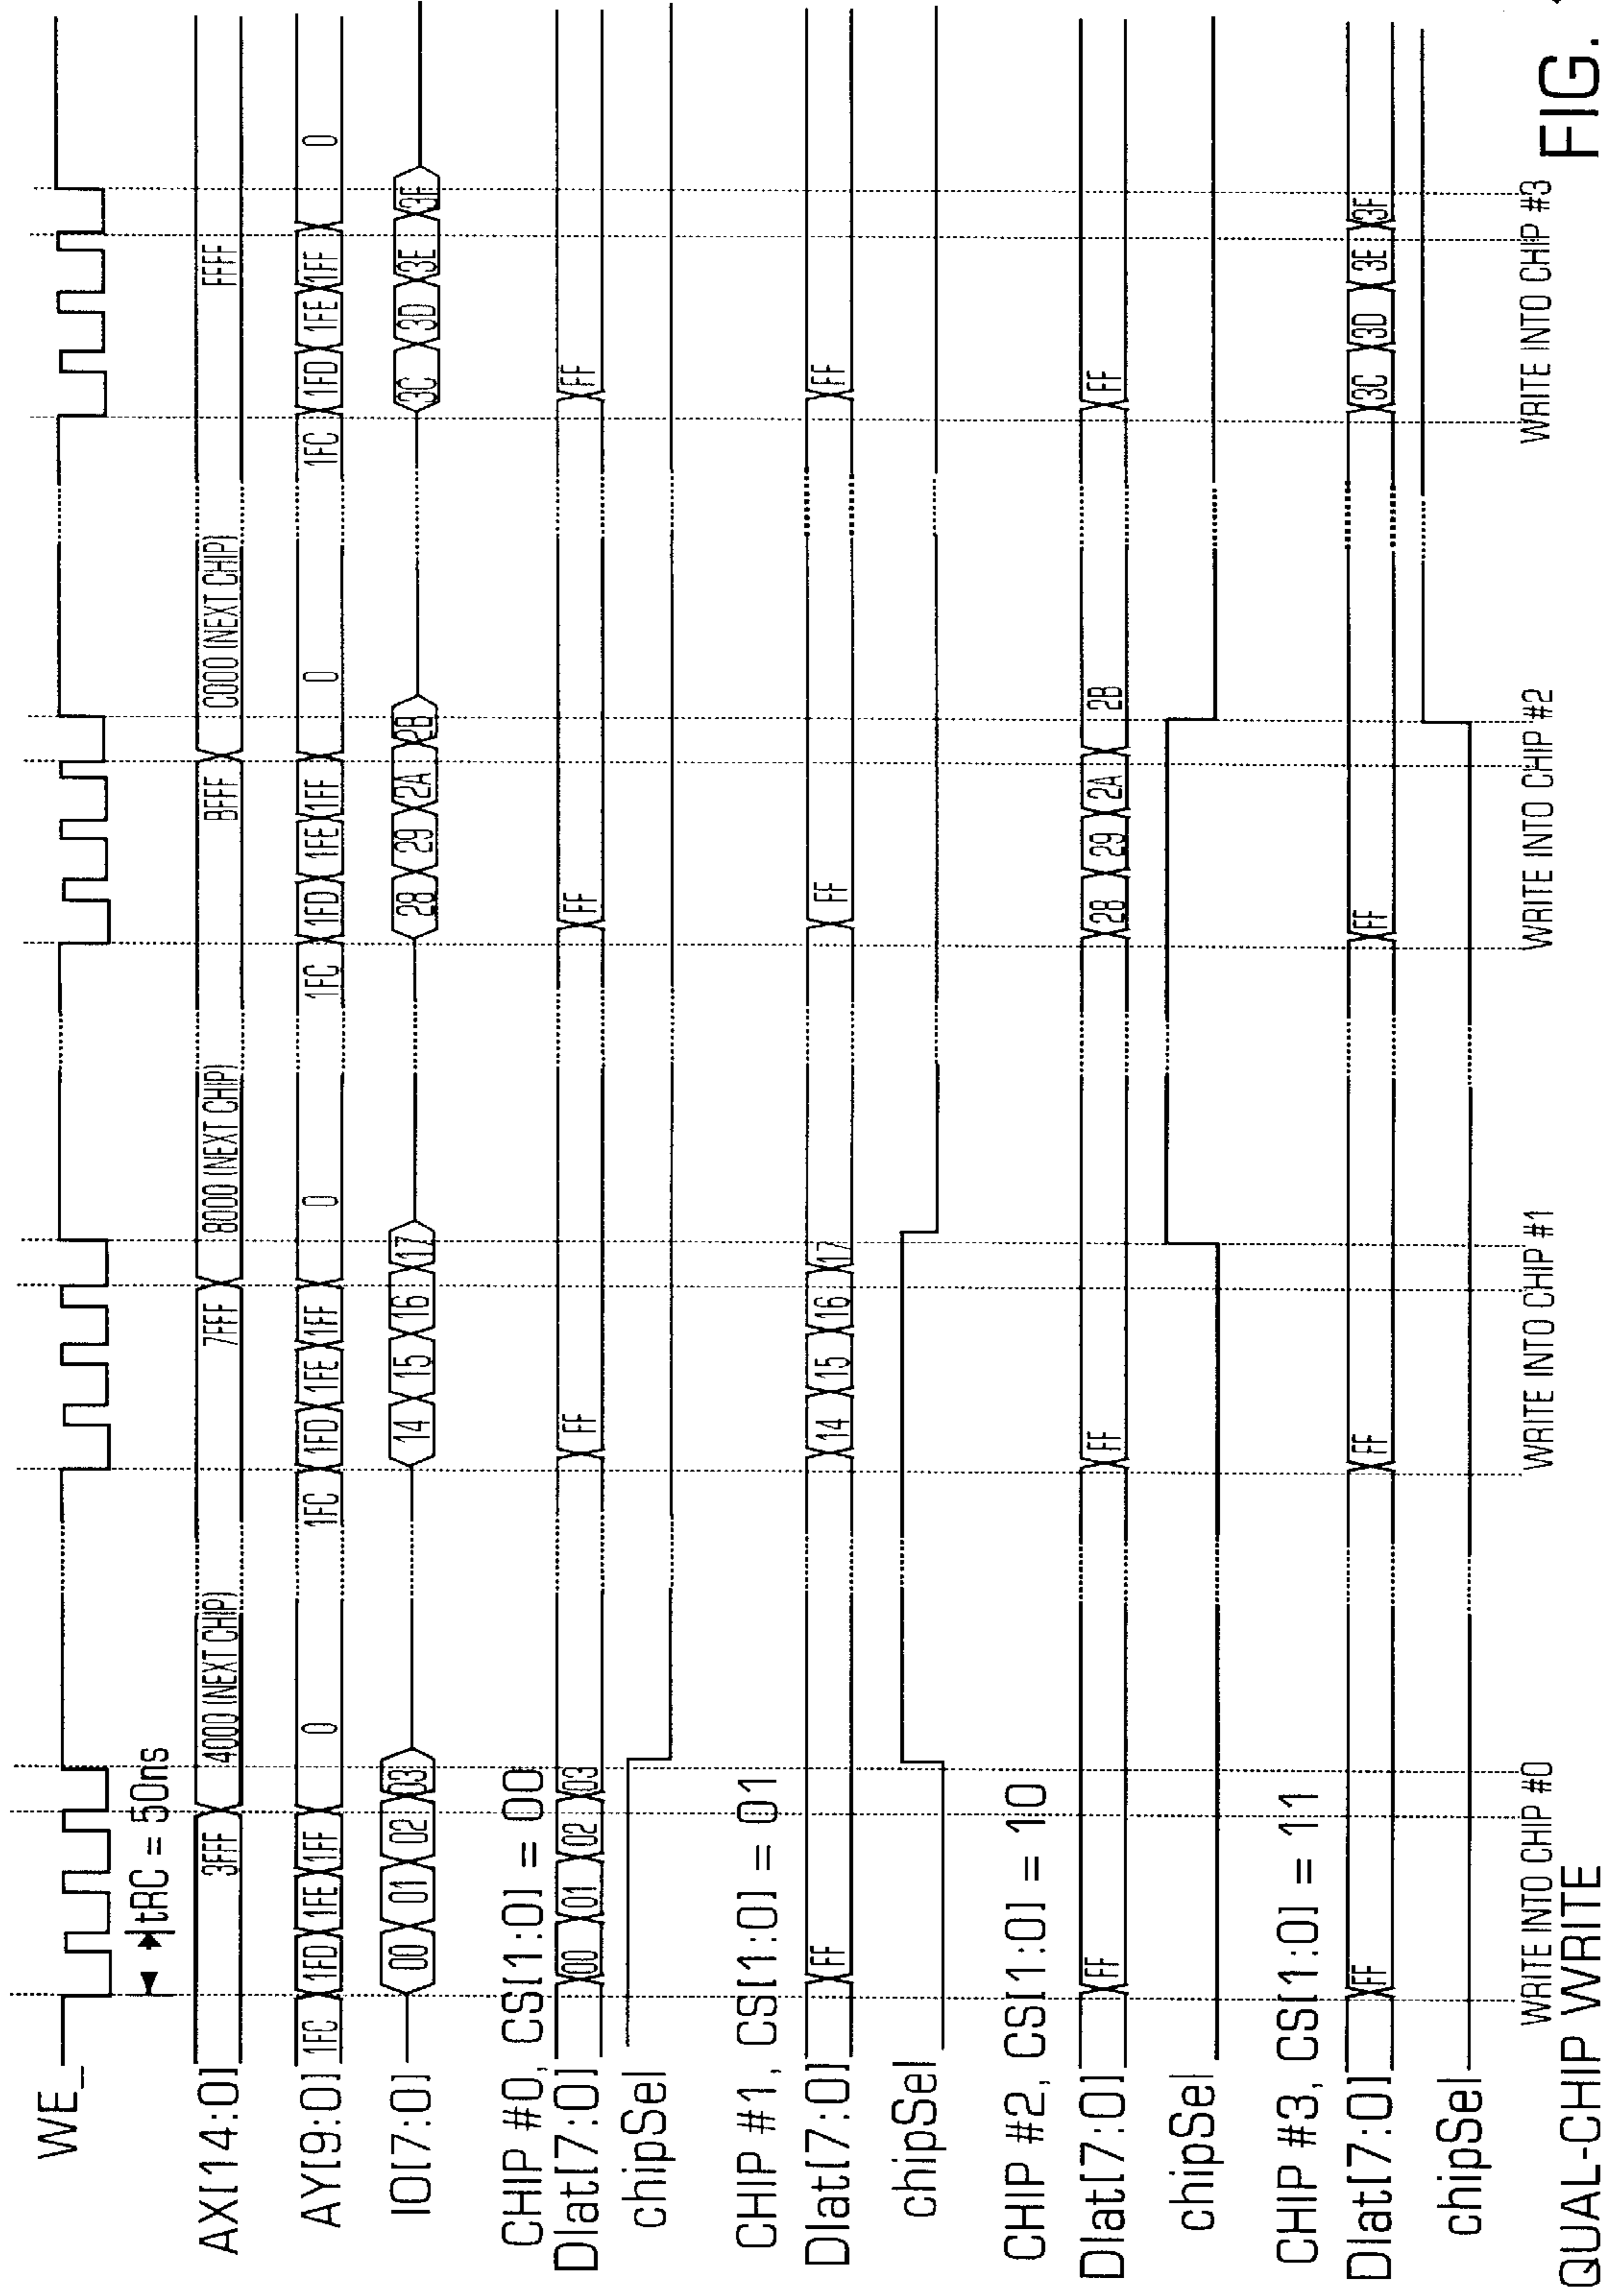 WE_
tRC = 50ns
AX[14:0] 3FFF 4000 (NEXT CHIP) 7FFF 8000 (NEXT CHIP) BFFF C000 (NEXT CHIP) FFFF
AY[9:0] 1FC 1FD 1FE 1FF 0 1FC 1FD 1FE 1FF 0 1FC 1FD 1FE 1FF 0 1FC 1FD 1FE 1FF 0
IO[7:0] 00 01 02 03 14 15 16 17 28 29 2A 2B 3C 3D 3E 3F
CHIP #0, CS[1:0] = 00
Dlat[7:0] 00 01 02 03 FF FF FF
chipSel
CHIP #1, CS[1:0] = 01
Dlat[7:0] FF 14 15 16 17 FF FF
chipSel
CHIP #2, CS[1:0] = 10
Dlat[7:0] FF FF 28 29 2A 2B FF
chipSel
CHIP #3, CS[1:0] = 11
Dlat[7:0] FF FF FF 3C 3D 3E 3F
chipSel
WRITE INTO CHIP #0 WRITE INTO CHIP #1 WRITE INTO CHIP #2 WRITE INTO CHIP #3
QUAL-CHIP WRITE
FIG.